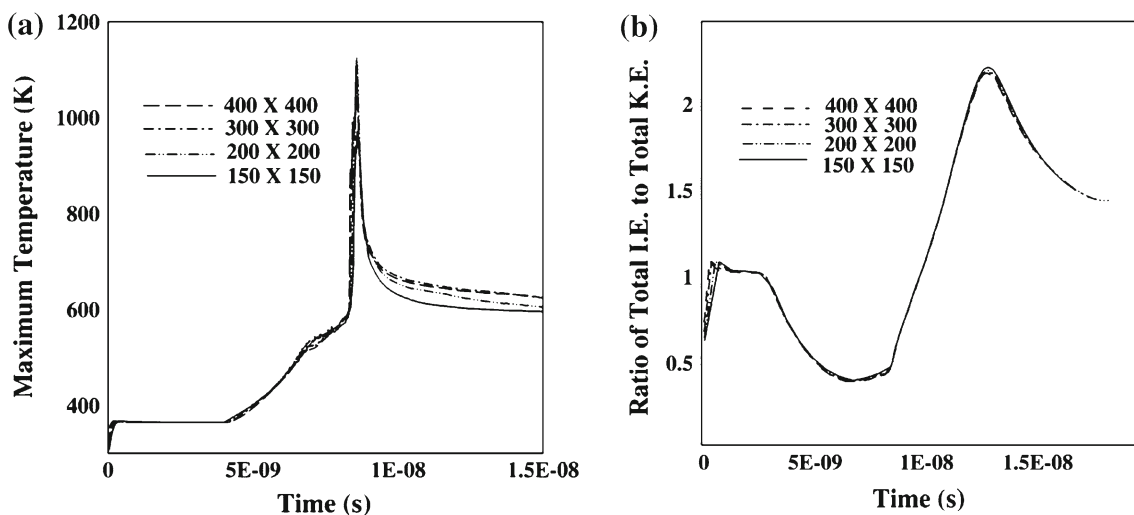 (a)
1200
1000
800
600
400
Maximum Temperature (K)
400 X 400
300 X 300
200 X 200
150 X 150
0
5E-09
1E-08
1.5E-08
Time (s)
(b)
2
1.5
1
0.5
Ratio of Total I.E. to Total K.E.
400 X 400
300 X 300
200 X 200
150 X 150
0
5E-09
1E-08
1.5E-08
Time (s)